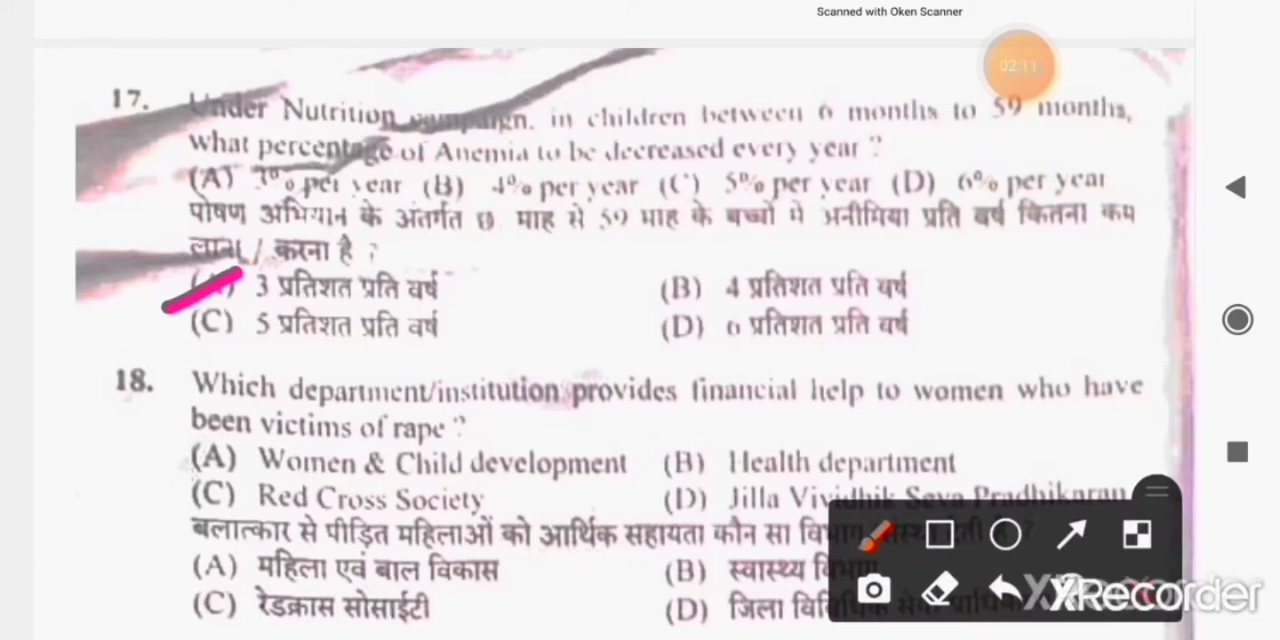 Scanned with Oken Scanner
02:11
17. Under Nutrition campaign, in children between 6 months to 59 months,
what percentage of Anemia to be decreased every year ?
(A) 3% per year (B) 4% per year (C) 5% per year (D) 6% per year
पोषण अभियान के अंतर्गत छ माह से 59 माह के बच्चों मे अनीमिया प्रति वर्ष कितना कम
लाना / करना है ?
(A) 3 प्रतिशत प्रति वर्ष (B) 4 प्रतिशत प्रति वर्ष
(C) 5 प्रतिशत प्रति वर्ष (D) 6 प्रतिशत प्रति वर्ष
18. Which department/institution provides financial help to women who have
been victims of rape ?
(A) Women & Child development (B) Health department
(C) Red Cross Society (D) Jilla Vividhik Seva Pradhikaran
बलात्कार से पीड़ित महिलाओं को आर्थिक सहायता कौन सा विभाग
(A) महिला एवं बाल विकास (B) स्वास्थ्य विभाग
(C) रेडक्रास सोसाईटी (D) जिला
XRecorder